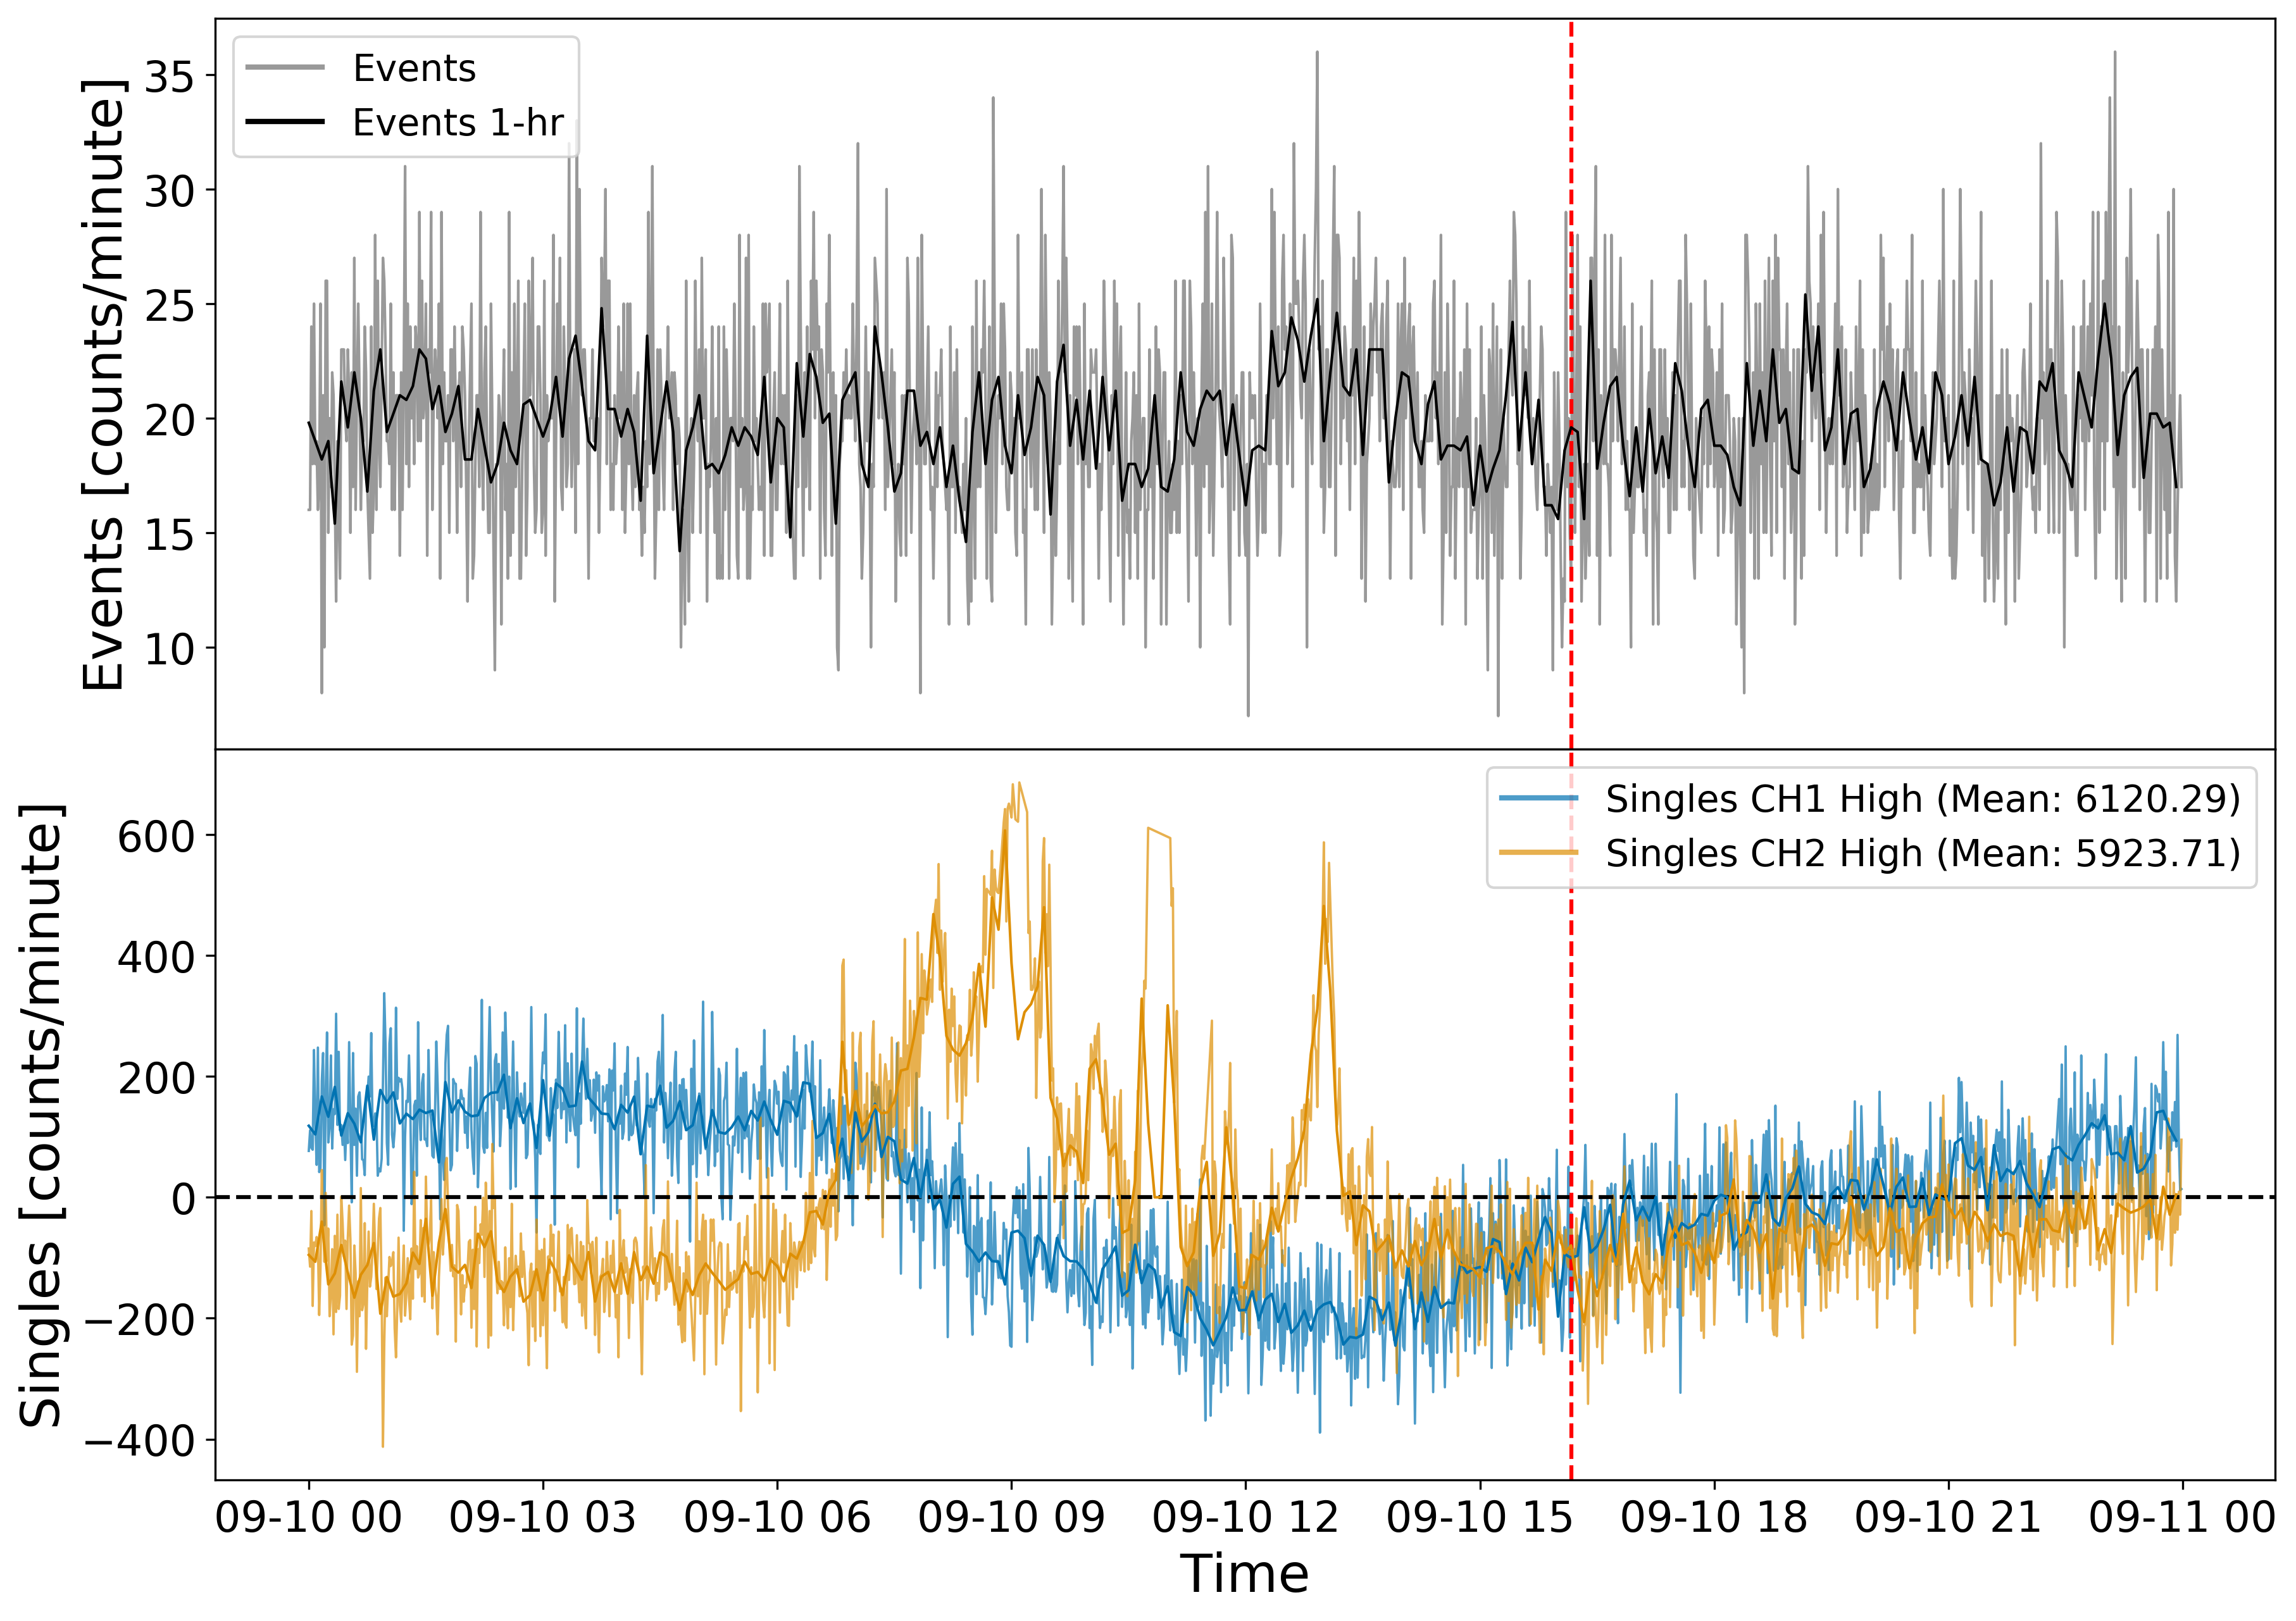 Events [counts/minute]
35
30
25
20
15
10
Events
Events 1-hr
Singles [counts/minute]
600
400
200
0
−200
−400
Singles CH1 High (Mean: 6120.29)
Singles CH2 High (Mean: 5923.71)
09-10 00 09-10 03 09-10 06 09-10 09 09-10 12 09-10 15 09-10 18 09-10 21 09-11 00
Time